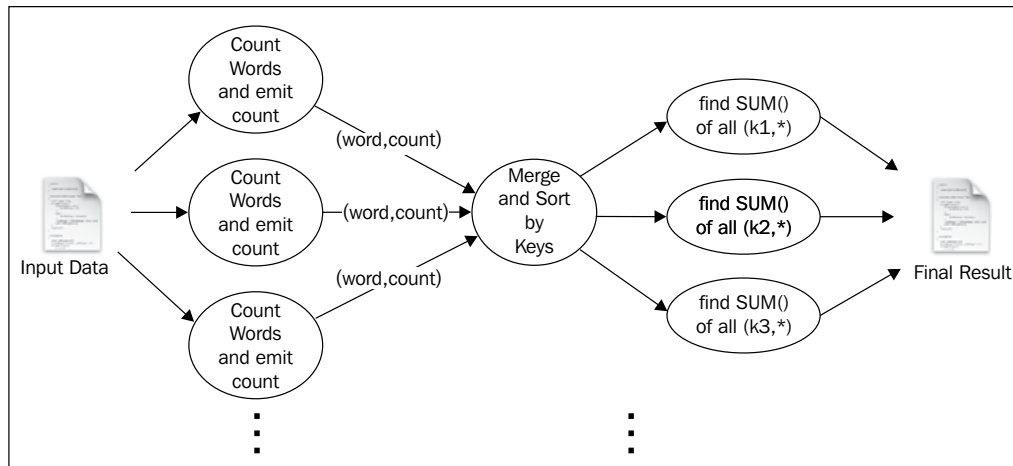 Input Data
Count
Words
and emit
count
Count
Words
and emit
count
Count
Words
and emit
count
(word,count)
(word,count)
(word,count)
Merge
and Sort
by
Keys
find SUM()
of all (k1,*)
find SUM()
of all (k2,*)
find SUM()
of all (k3,*)
Final Result